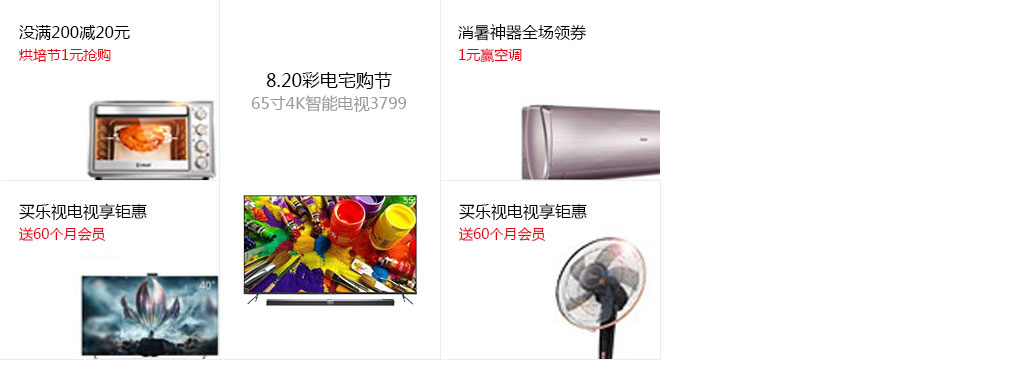 没满200减20元
烘培节1元抢购
8.20彩电宅购节
65寸4K智能电视3799
消暑神器全场领券
1元赢空调
买乐视电视享钜惠
送60个月会员
40"
55"
买乐视电视享钜惠
送60个月会员